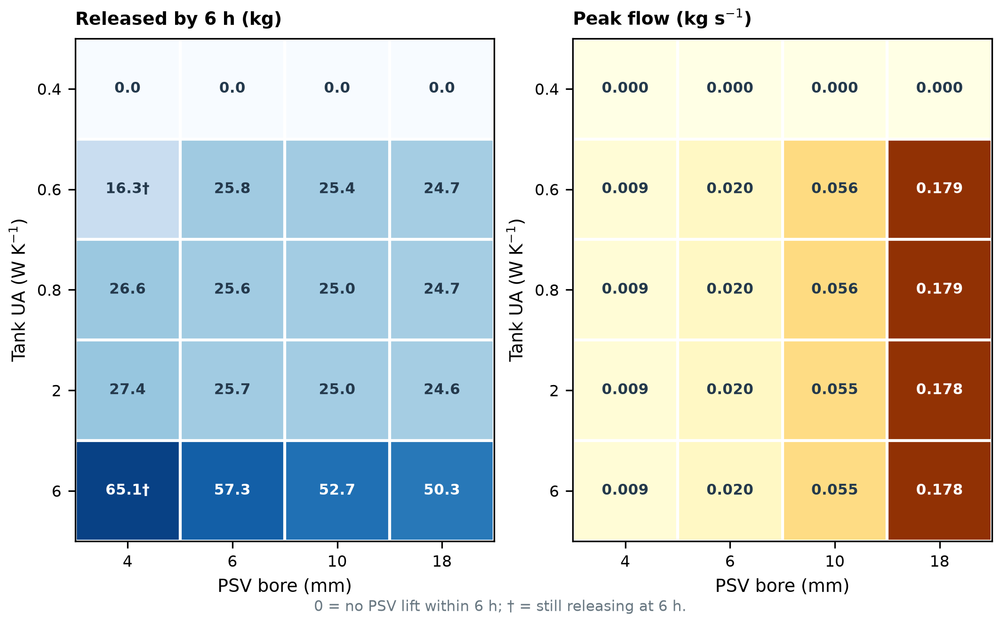 Released by 6 h (kg)
0.4 0.0 0.0 0.0 0.0
0.6 16.3† 25.8 25.4 24.7
0.8 26.6 25.6 25.0 24.7
2 27.4 25.7 25.0 24.6
6 65.1† 57.3 52.7 50.3
4 6 10 18
Tank UA (W K⁻¹)
PSV bore (mm)
Peak flow (kg s⁻¹)
0.4 0.000 0.000 0.000 0.000
0.6 0.009 0.020 0.056 0.179
0.8 0.009 0.020 0.056 0.179
2 0.009 0.020 0.055 0.178
6 0.009 0.020 0.055 0.178
4 6 10 18
Tank UA (W K⁻¹)
PSV bore (mm)
0 = no PSV lift within 6 h; † = still releasing at 6 h.